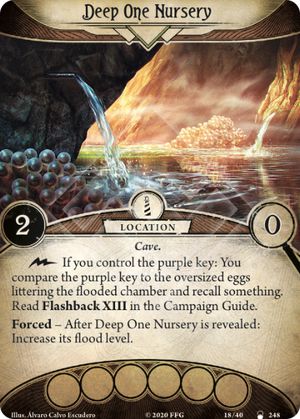 Deep One Nursery
2
LOCATION
0
Cave.
If you control the purple key: You
compare the purple key to the oversized eggs
littering the flooded chamber and recall something.
Read Flashback XIII in the Campaign Guide.
Forced – After Deep One Nursery is revealed:
Increase its flood level.
Illus. Álvaro Calvo Escudero © 2020 FFG 18/40 248